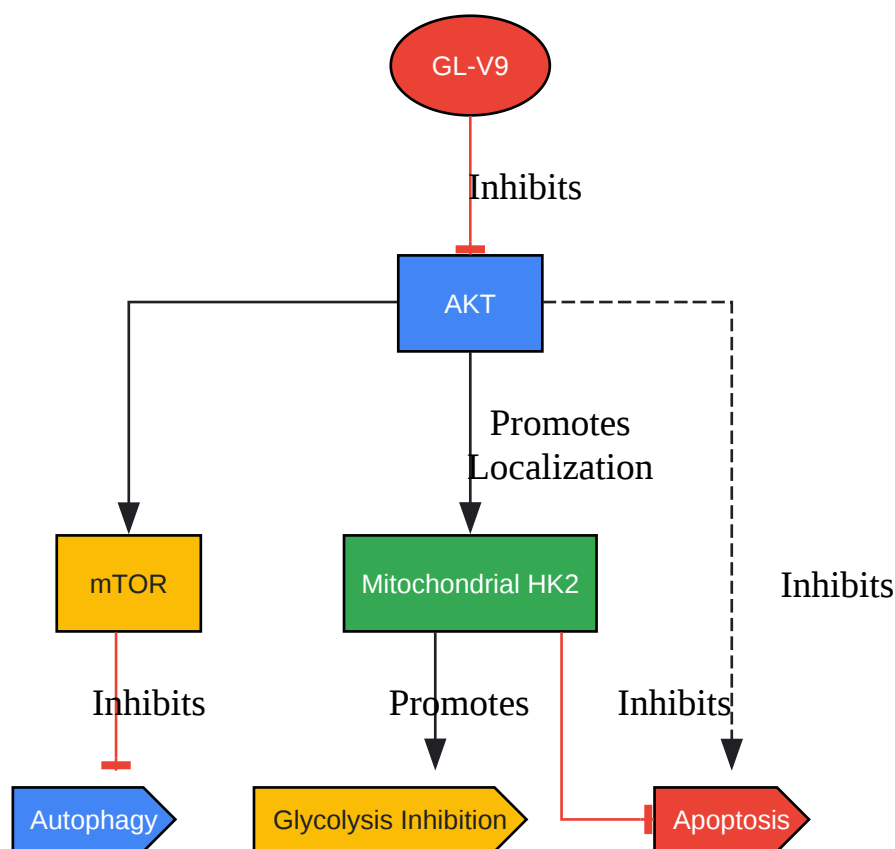 GL-V9
Inhibits
AKT
Promotes
Localization
mTOR
Mitochondrial HK2
Inhibits
Inhibits
Promotes
Inhibits
Autophagy
Glycolysis Inhibition
Apoptosis